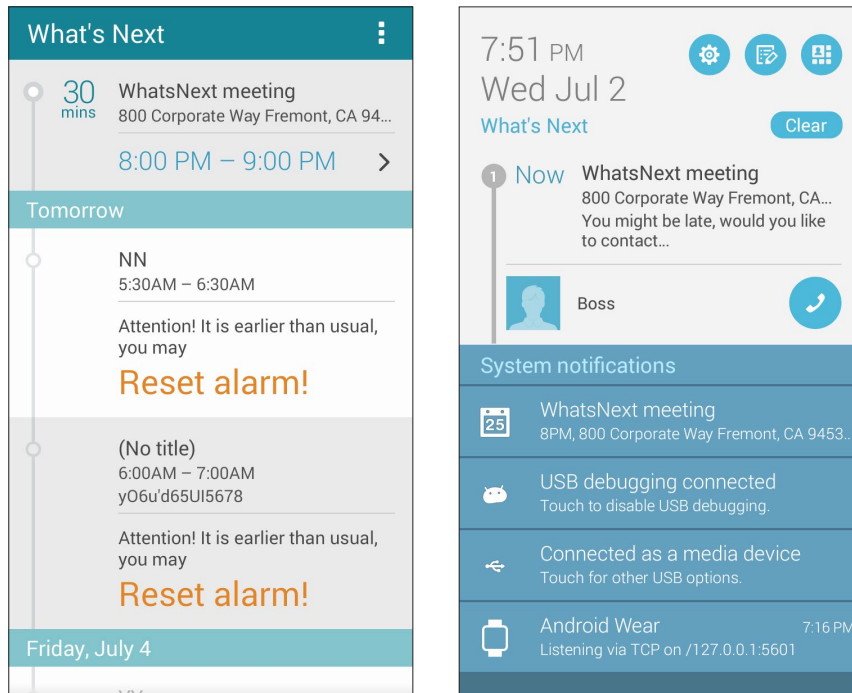 What's Next
30
mins
WhatsNext meeting
800 Corporate Way Fremont, CA 94...
8:00 PM – 9:00 PM
Tomorrow
NN
5:30AM – 6:30AM
Attention! It is earlier than usual,
you may
Reset alarm!
(No title)
6:00AM – 7:00AM
yO6u'd65UI5678
Attention! It is earlier than usual,
you may
Reset alarm!
Friday, July 4
7:51 PM
Wed Jul 2
What's Next
Clear
1
Now
WhatsNext meeting
800 Corporate Way Fremont, CA...
You might be late, would you like
to contact...
Boss
System notifications
25
WhatsNext meeting
8PM, 800 Corporate Way Fremont, CA 9453...
USB debugging connected
Touch to disable USB debugging.
Connected as a media device
Touch for other USB options.
Android Wear
7:16 PM
Listening via TCP on /127.0.0.1:5601